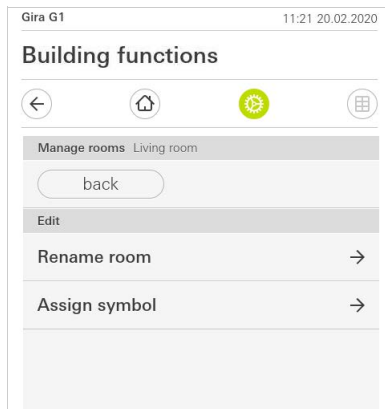 Gira G1 11:21 20.02.2020
Building functions
Manage rooms Living room
back
Edit
Rename room
Assign symbol